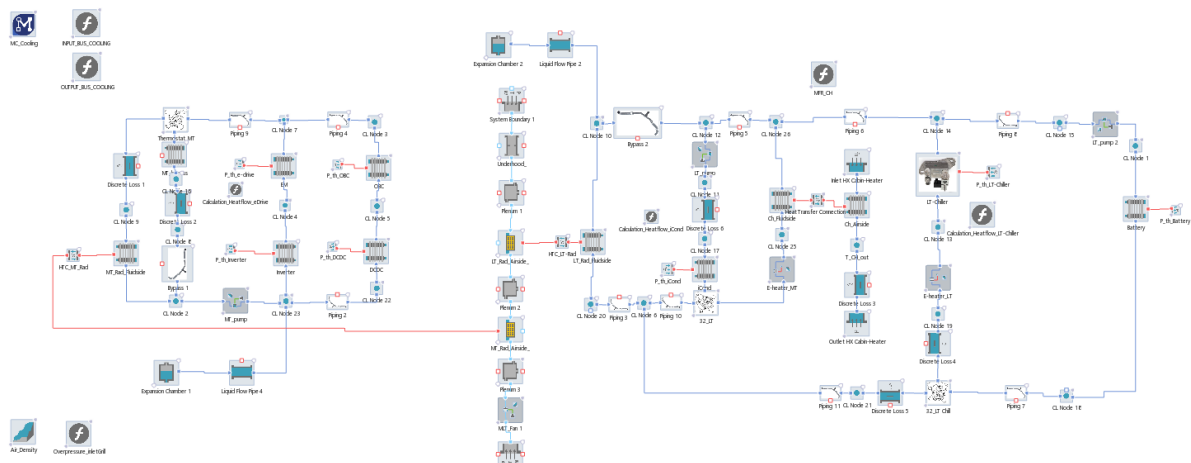 MC_Cooling
INPUT_BUS_COOLING
OUTPUT_BUS_COOLING
Expansion Chamber 2
Liquid Flow Pipe 2
MFR_CH
System Boundary 1
CL Node 10
Bypass 2
CL Node 12
Piping 5
CL Node 26
Piping 6
CL Node 14
Piping 8
CL Node 15
LT_pump 2
CL Node 1
Thermostat_MT
Piping 9
CL Node 7
Piping 4
CL Node 3
Underhood_
Discrete Loss 1
P_th_e-drive
EM
P_th_OBC
OBC
LT_pump
Inlet HX Cabin-Heater
LT-Chiller
P_th_LT-Chiller
Calculation_Heatflow_eDrive
Plenum 1
CL Node 11
CL Node 9
Discrete Loss 2
CL Node 4
CL Node 5
Calculation_Heatflow_iCond
Discrete Loss 6
Ch_Fluidside
Heat Transfer Connection
Ch_Airside
CL Node 13
Calculation_Heatflow_LT-Chiller
Battery
P_th_Battery
CL Node 8
HTC_MT_Rad
MT_Rad_Fluidside
P_th_Inverter
Inverter
P_th_DCDC
DCDC
LT_Rad_Airside_
HTC_LT-Rad
LT_Rad_Fluidside
CL Node 17
CL Node 25
T_CH_out
P_th_iCond
iCond
E-heater_MT
E-heater_LT
Bypass 1
CL Node 2
MT_pump
CL Node 23
Piping 2
CL Node 22
Plenum 2
CL Node 20
Piping 3
CL Node 6
Piping 10
32_LT
Discrete Loss 3
CL Node 19
MT_Rad_Airside_
Outlet HX Cabin-Heater
Discrete Loss4
Expansion Chamber 1
Liquid Flow Pipe 4
Plenum 3
Piping 11
CL Node 21
Discrete Loss 5
32_LT Chill
Piping 7
CL Node 18
MLT_Fan 1
Air_Density
Overpressure_InletGrill